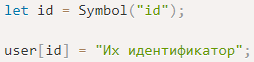 let id = Symbol("id");
user[id] = "Их идентификатор";